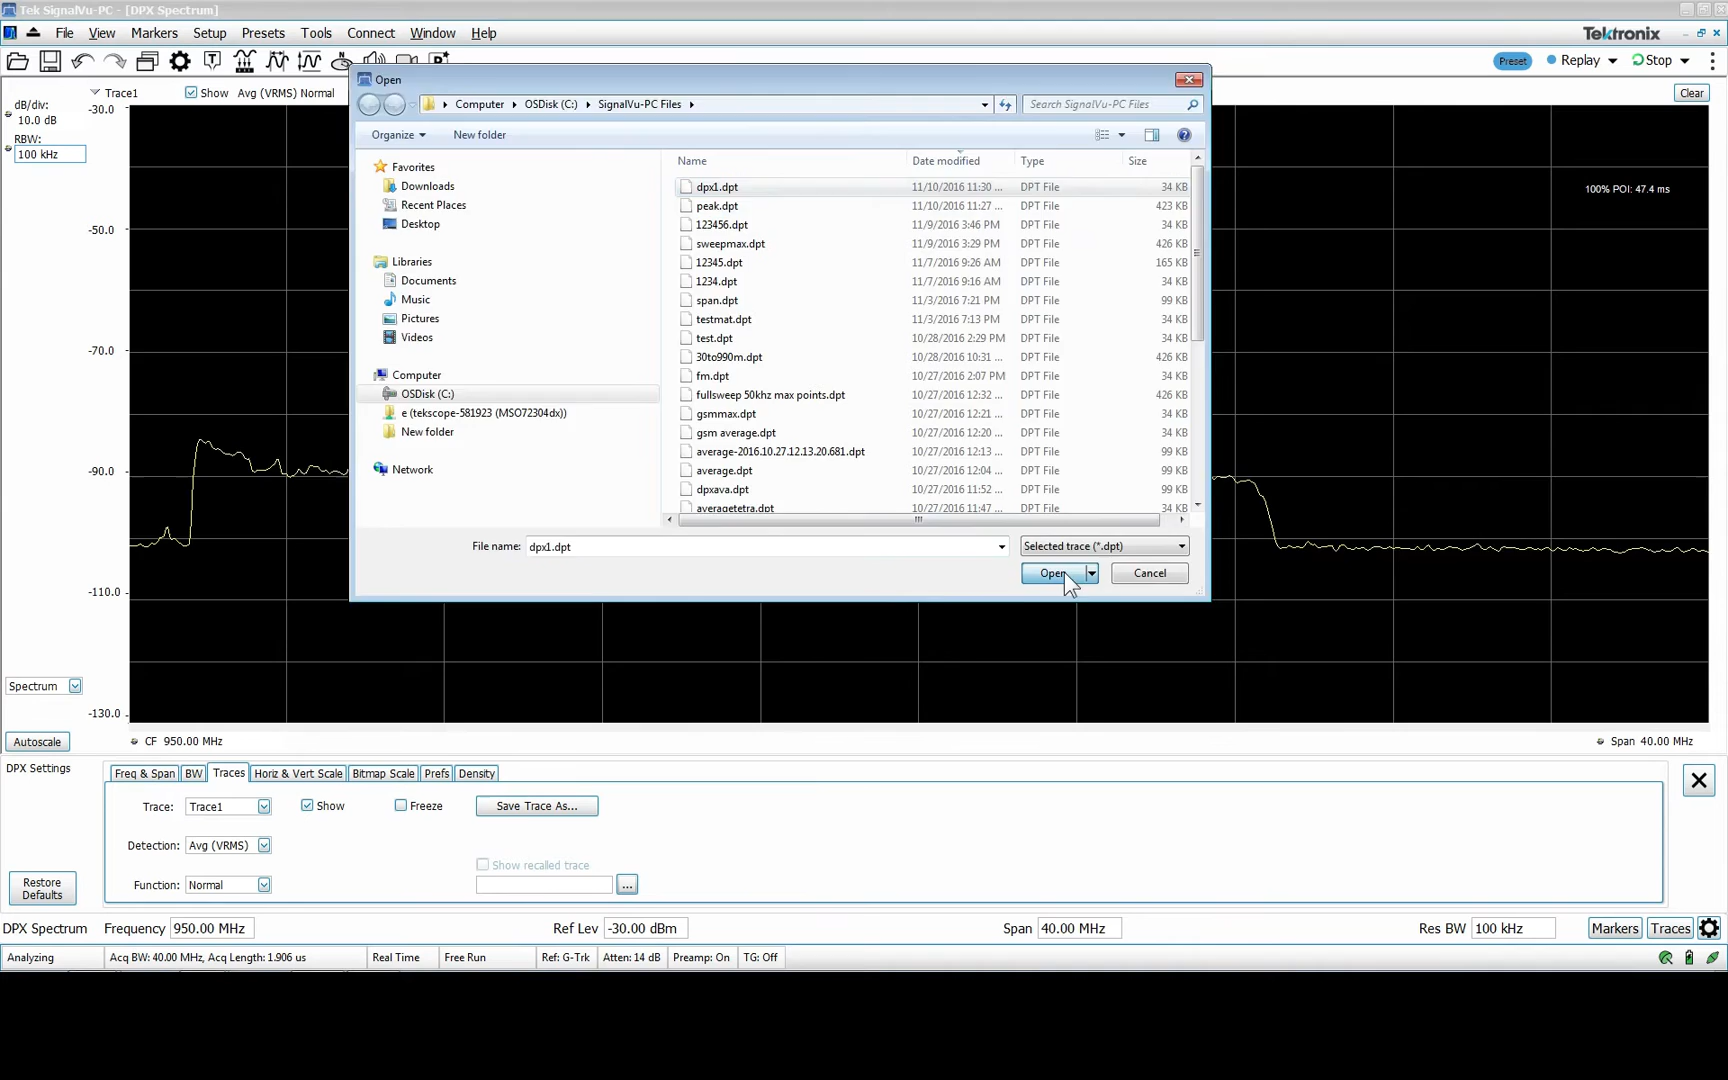 Tek SignalVu-PC - [DPX Spectrum]
File View Markers Setup Presets Tools Connect Window Help
Tektronix
Preset Replay Stop
Open
Trace1 Show Avg (VRMS) Normal
Clear
dB/div:
10.0 dB
RBW:
100 kHz
-30.0
-50.0
-70.0
-90.0
-110.0
-130.0
100% POI: 47.4 ms
Computer OSDisk (C:) SignalVu-PC Files
Search SignalVu-PC Files
Organize New folder
Favorites
Downloads
Recent Places
Desktop
Libraries
Documents
Music
Pictures
Videos
Computer
OSDisk (C:)
e (tekscope-581923 (MSO72304dx))
New folder
Network
Name Date modified Type Size
dpx1.dpt 11/10/2016 11:30 ... DPT File 34 KB
peak.dpt 11/10/2016 11:27 ... DPT File 423 KB
123456.dpt 11/9/2016 3:46 PM DPT File 34 KB
sweepmax.dpt 11/9/2016 3:29 PM DPT File 426 KB
12345.dpt 11/7/2016 9:26 AM DPT File 165 KB
1234.dpt 11/7/2016 9:16 AM DPT File 34 KB
span.dpt 11/3/2016 7:21 PM DPT File 99 KB
testmat.dpt 11/3/2016 7:13 PM DPT File 34 KB
test.dpt 10/28/2016 2:29 PM DPT File 34 KB
30to990m.dpt 10/28/2016 10:31 ... DPT File 426 KB
fm.dpt 10/27/2016 2:07 PM DPT File 34 KB
fullsweep 50khz max points.dpt 10/27/2016 12:32 ... DPT File 426 KB
gsmmax.dpt 10/27/2016 12:21 ... DPT File 34 KB
gsm average.dpt 10/27/2016 12:20 ... DPT File 34 KB
average-2016.10.27.12.13.20.681.dpt 10/27/2016 12:13 ... DPT File 99 KB
average.dpt 10/27/2016 12:04 ... DPT File 99 KB
dpxava.dpt 10/27/2016 11:52 ... DPT File 99 KB
averagetetra.dpt 10/27/2016 11:47 ... DPT File 34 KB
File name: dpx1.dpt Selected trace (*.dpt)
Open Cancel
Spectrum
Autoscale
CF 950.00 MHz
Span 40.00 MHz
DPX Settings
Freq & Span BW Traces Horiz & Vert Scale Bitmap Scale Prefs Density
Trace: Trace1 Show Freeze Save Trace As...
Detection: Avg (VRMS)
Show recalled trace
Function: Normal ...
Restore
Defaults
DPX Spectrum Frequency 950.00 MHz Ref Lev -30.00 dBm Span 40.00 MHz Res BW 100 kHz Markers Traces
Analyzing Acq BW: 40.00 MHz, Acq Length: 1.906 us Real Time Free Run Ref: G-Trk Atten: 14 dB Preamp: On TG: Off